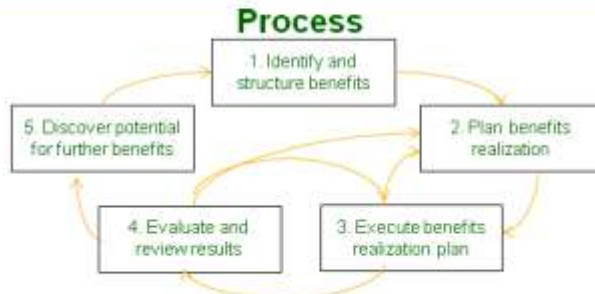 Process
1. Identify and
structure benefits
5. Discover potential
for further benefits
2. Plan benefits
realization
4. Evaluate and
review results
3. Execute benefits
realization plan